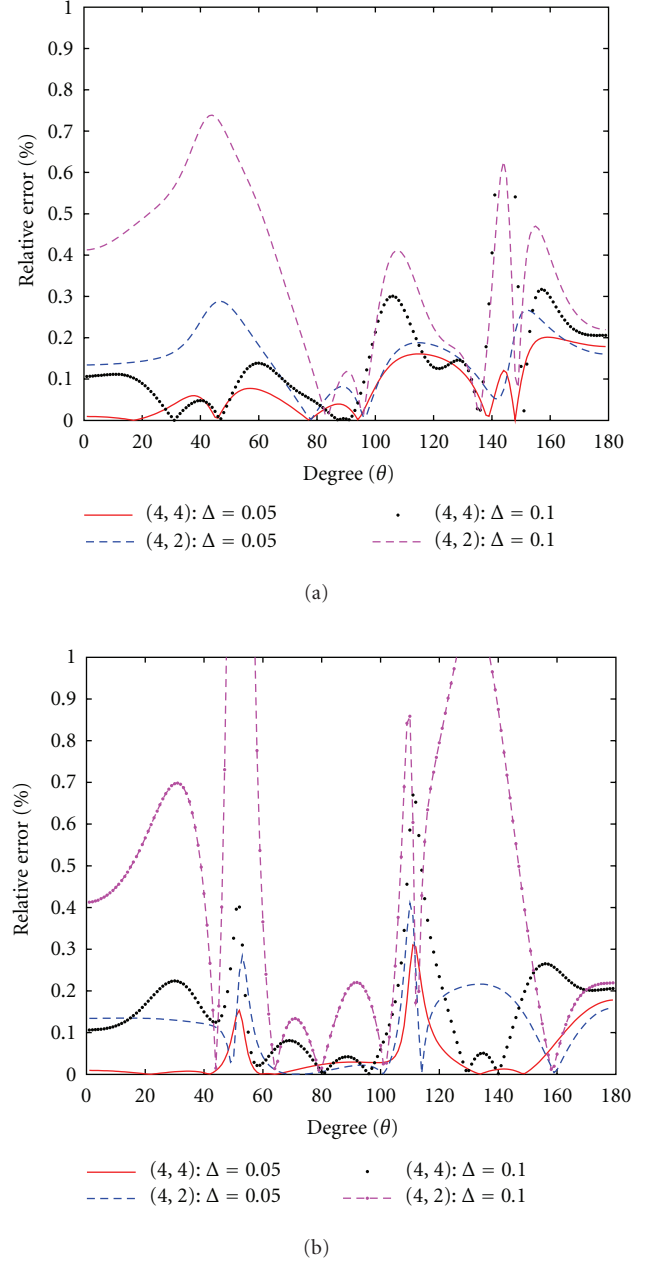 1
0.9
0.8
0.7
0.6
0.5
0.4
0.3
0.2
0.1
0
Relative error (%)
0 20 40 60 80 100 120 140 160 180
Degree (θ)
(4, 4): Δ = 0.05
(4, 2): Δ = 0.05
(4, 4): Δ = 0.1
(4, 2): Δ = 0.1
(a)
1
0.9
0.8
0.7
0.6
0.5
0.4
0.3
0.2
0.1
0
Relative error (%)
0 20 40 60 80 100 120 140 160 180
Degree (θ)
(4, 4): Δ = 0.05
(4, 2): Δ = 0.05
(4, 4): Δ = 0.1
(4, 2): Δ = 0.1
(b)